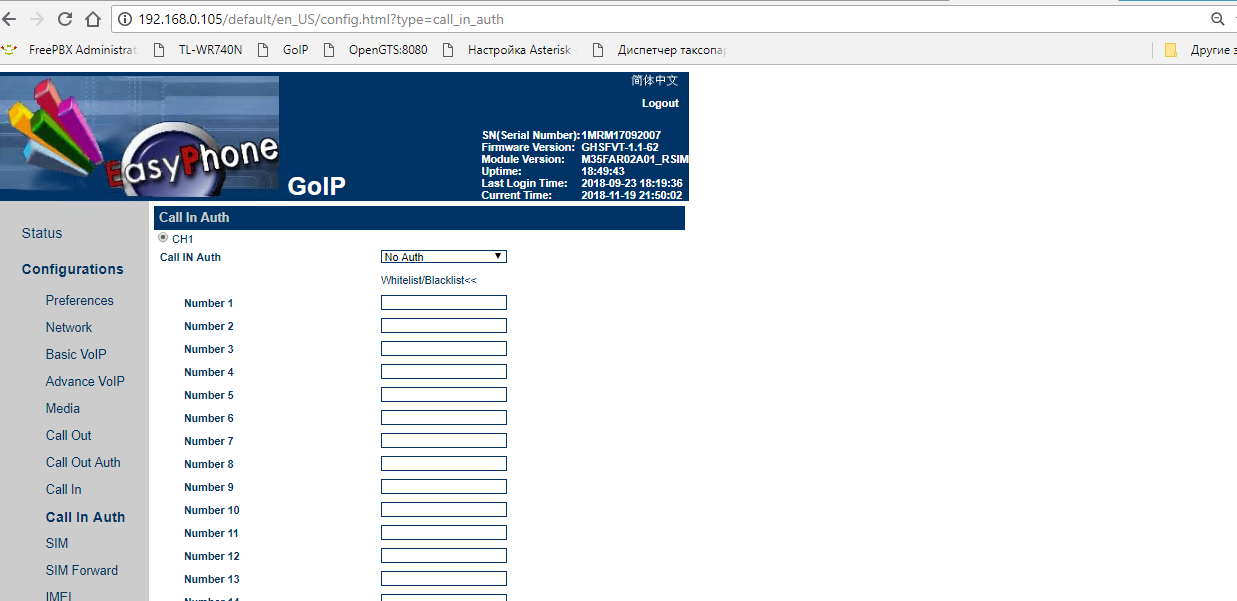 192.168.0.105/default/en_US/config.html?type=call_in_auth
FreePBX Administrat TL-WR740N GoIP OpenGTS:8080 Настройка Asterisk Диспетчер таксопар Другие з
简体中文
Logout
EasyPhone
GoIP
SN(Serial Number): 1MRM17092007
Firmware Version: GHSFVT-1.1-62
Module Version: M35FAR02A01_RSIM
Uptime: 18:49:43
Last Login Time: 2018-09-23 18:19:36
Current Time: 2018-11-19 21:50:02
Status
Configurations
Preferences
Network
Basic VoIP
Advance VoIP
Media
Call Out
Call Out Auth
Call In
Call In Auth
SIM
SIM Forward
IMEI
Call In Auth
CH1
Call IN Auth No Auth
Whitelist/Blacklist<<
Number 1
Number 2
Number 3
Number 4
Number 5
Number 6
Number 7
Number 8
Number 9
Number 10
Number 11
Number 12
Number 13
Number 14